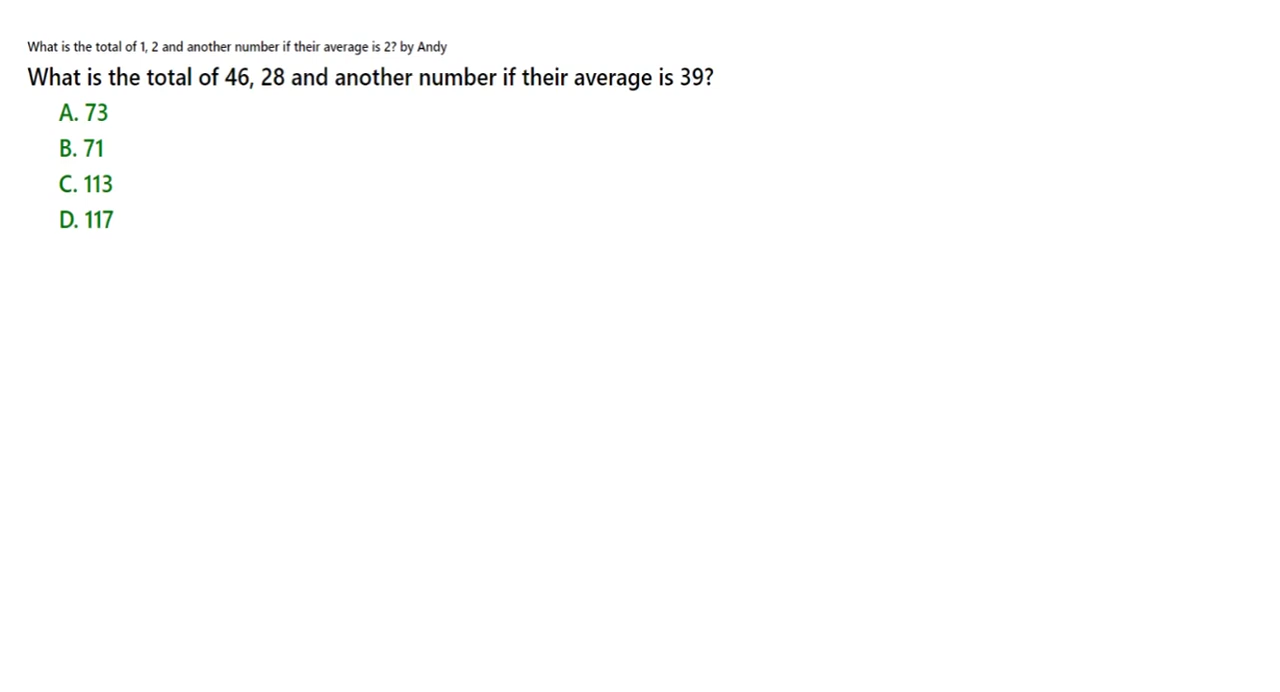 What is the total of 1, 2 and another number if their average is 2? by Andy
What is the total of 46, 28 and another number if their average is 39?
A. 73
B. 71
C. 113
D. 117